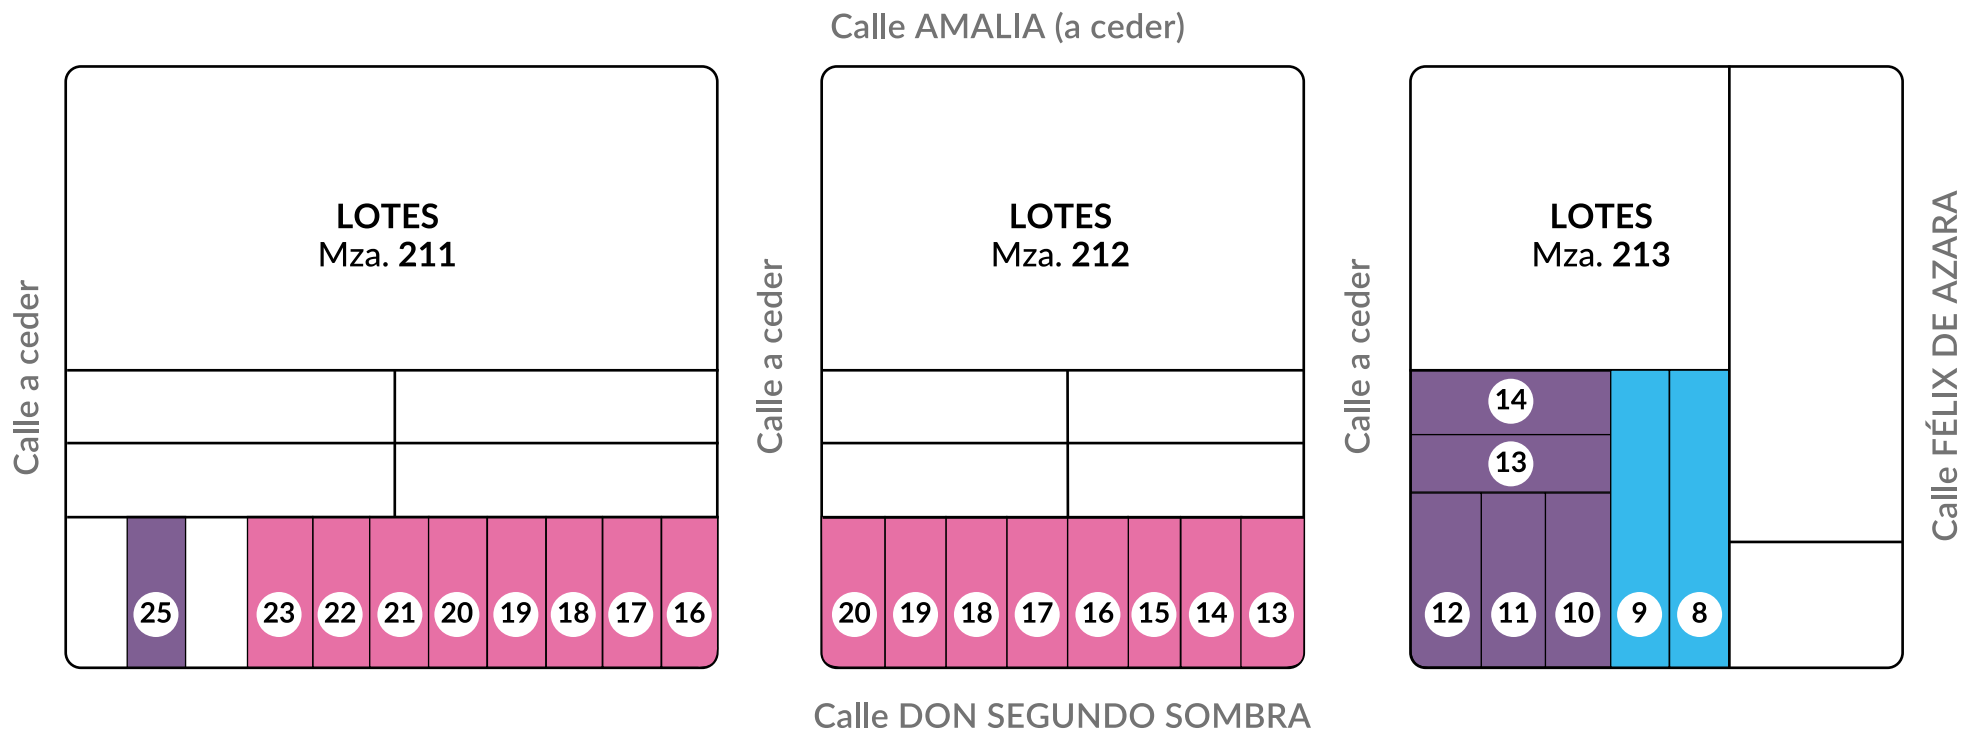 Calle AMALIA (a ceder)
LOTES
Mza. 211
LOTES
Mza. 212
LOTES
Mza. 213
Calle a ceder
Calle a ceder
Calle a ceder
Calle FÉLIX DE AZARA
14
13
25
23
22
21
20
19
18
17
16
20
19
18
17
16
15
14
13
12
11
10
9
8
Calle DON SEGUNDO SOMBRA